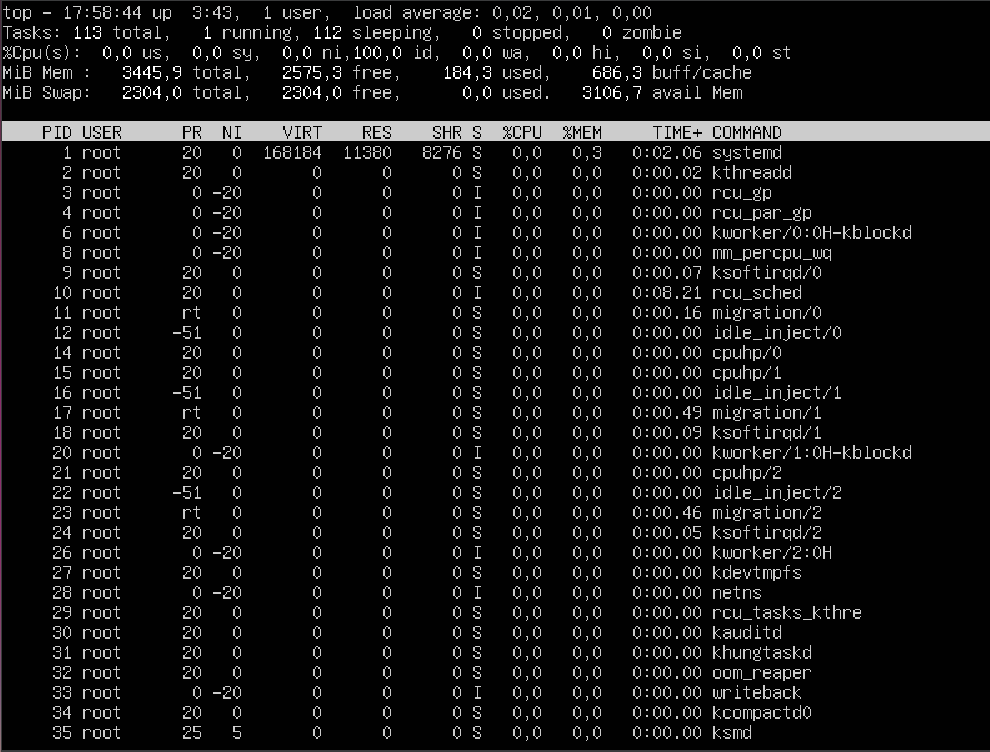 top - 17:58:44 up  3:43,  1 user,  load average: 0,02, 0,01, 0,00
Tasks: 113 total,   1 running, 112 sleeping,   0 stopped,   0 zombie
%Cpu(s):  0,0 us,  0,0 sy,  0,0 ni,100,0 id,  0,0 wa,  0,0 hi,  0,0 si,  0,0 st
MiB Mem :   3445,9 total,   2575,3 free,    184,3 used,    686,3 buff/cache
MiB Swap:   2304,0 total,   2304,0 free,      0,0 used.   3106,7 avail Mem
PID USER      PR  NI    VIRT    RES    SHR S  %CPU  %MEM     TIME+ COMMAND
1 root      20   0  168184  11380   8276 S   0,0   0,3   0:02.06 systemd
2 root      20   0       0      0      0 S   0,0   0,0   0:00.02 kthreadd
3 root       0 -20       0      0      0 I   0,0   0,0   0:00.00 rcu_gp
4 root       0 -20       0      0      0 I   0,0   0,0   0:00.00 rcu_par_gp
6 root       0 -20       0      0      0 I   0,0   0,0   0:00.00 kworker/0:0H-kblockd
8 root       0 -20       0      0      0 I   0,0   0,0   0:00.00 mm_percpu_wq
9 root      20   0       0      0      0 S   0,0   0,0   0:00.07 ksoftirqd/0
10 root      20   0       0      0      0 I   0,0   0,0   0:08.21 rcu_sched
11 root      rt   0       0      0      0 S   0,0   0,0   0:00.16 migration/0
12 root     -51   0       0      0      0 S   0,0   0,0   0:00.00 idle_inject/0
14 root      20   0       0      0      0 S   0,0   0,0   0:00.00 cpuhp/0
15 root      20   0       0      0      0 S   0,0   0,0   0:00.00 cpuhp/1
16 root     -51   0       0      0      0 S   0,0   0,0   0:00.00 idle_inject/1
17 root      rt   0       0      0      0 S   0,0   0,0   0:00.49 migration/1
18 root      20   0       0      0      0 S   0,0   0,0   0:00.09 ksoftirqd/1
20 root       0 -20       0      0      0 I   0,0   0,0   0:00.00 kworker/1:0H-kblockd
21 root      20   0       0      0      0 S   0,0   0,0   0:00.00 cpuhp/2
22 root     -51   0       0      0      0 S   0,0   0,0   0:00.00 idle_inject/2
23 root      rt   0       0      0      0 S   0,0   0,0   0:00.46 migration/2
24 root      20   0       0      0      0 S   0,0   0,0   0:00.05 ksoftirqd/2
26 root       0 -20       0      0      0 I   0,0   0,0   0:00.00 kworker/2:0H
27 root      20   0       0      0      0 S   0,0   0,0   0:00.00 kdevtmpfs
28 root       0 -20       0      0      0 I   0,0   0,0   0:00.00 netns
29 root      20   0       0      0      0 S   0,0   0,0   0:00.00 rcu_tasks_kthre
30 root      20   0       0      0      0 S   0,0   0,0   0:00.00 kauditd
31 root      20   0       0      0      0 S   0,0   0,0   0:00.00 khungtaskd
32 root      20   0       0      0      0 S   0,0   0,0   0:00.00 oom_reaper
33 root       0 -20       0      0      0 I   0,0   0,0   0:00.00 writeback
34 root      20   0       0      0      0 S   0,0   0,0   0:00.00 kcompactd0
35 root      25   5       0      0      0 S   0,0   0,0   0:00.00 ksmd